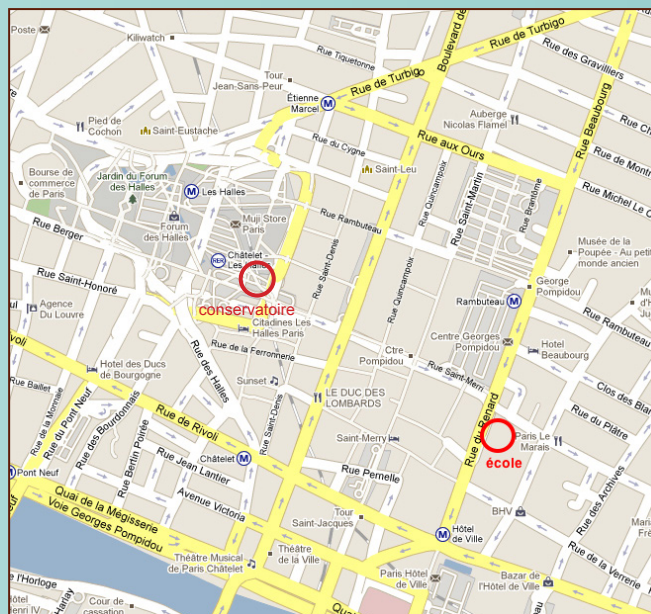 Poste
Kiliwatch
Rue Tiquetonne
Boulevard de
Rue de Turbigo
Rue des Gravilliers
Tour
Jean-Sans-Peur
Rue de Turbigo
Étienne
Marcel
Auberge
Nicolas Flamel
Rue Beaubourg
Pied de
Cochon
Saint-Eustache
Rue du Cygne
Rue aux Ours
Rue de Montr
Saint-Leu
Rue Quincampoix
Rue Saint-Martin
Rue Brantôme
Rue Michel Le C
Bourse de
commerce
de Paris
Jardin du Forum
des Halles
Les Halles
Forum
des Halles
Muji Store
Paris
Rue Rambuteau
Rue Berger
Rue Saint-Denis
Musée de la
Poupée - Au petit
monde ancien
RER
Châtelet -
Les Halles
Rue Quincampoix
Rue Saint-Honoré
George
Pompidou
Rambuteau
conservatoire
Agence
Du Louvre
Citadines Les
Halles Paris
Centre Georges
Pompidou
Rue Rambuteau
Hotel
Beaubourg
Rivoli
Rue des Halles
Rue de la Ferronnerie
Ctre
Pompidou
Rue Saint-Merri
Hotel des Ducs
de Bourgogne
Rue Baillet
Sunset
LE DUC DES
LOMBARDS
Clos des Blan
Rue de la Monnaie
Rue du Pont Neuf
Rue des Bourdonnais
Rue Bertin Poirée
Rue de Rivoli
Rue Saint-Denis
Saint-Merry
Rue du Renard
Rue du Plâtre
Paris Le
Marais
école
Pont Neuf
Rue Jean Lantier
Châtelet
Rue Pernelle
Rue des Archives
Quai de la Mégisserie
Voie Georges Pompidou
Avenue Victoria
Tour
Saint-Jacques
BHV
Hôtel
de Ville
Rue de la Verrerie
Théâtre Musical
de Paris Châtelet
Théâtre
de la Ville
Paris Hôtel
de Ville
Bazar de
l'Hôtel de Ville
l'Horloge
Harlay
Cour de
cassation
Quai